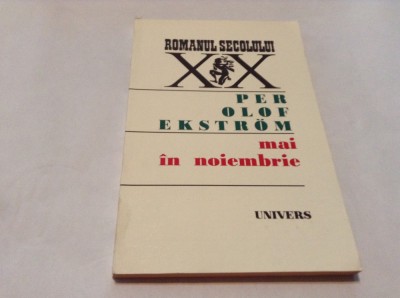 ROMANUL SECOLULUI
XX
PER
OLOF
EKSTRÖM
mai
în noiembrie
UNIVERS